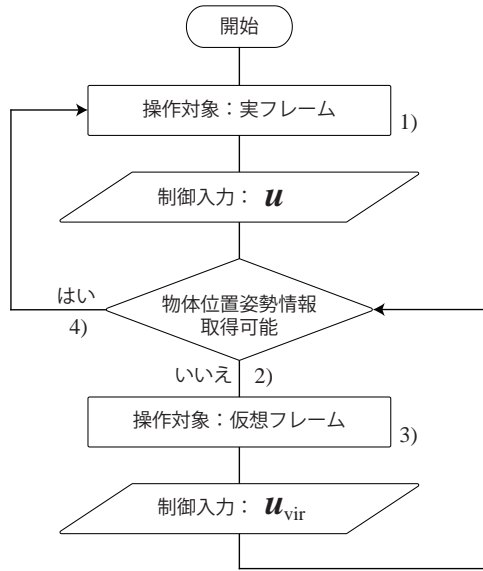 開始
操作対象：実フレーム
1)
制御入力： u
はい
4)
物体位置姿勢情報
取得可能
いいえ 2)
操作対象：仮想フレーム
3)
制御入力： u_vir